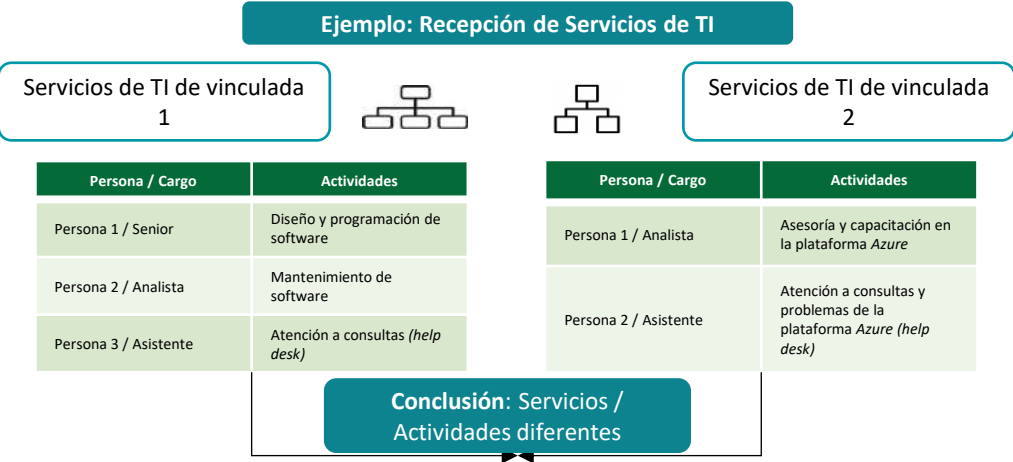 Ejemplo: Recepción de Servicios de TI
Servicios de TI de vinculada
1
Servicios de TI de vinculada
2
Persona / Cargo
Actividades
Persona 1 / Senior
Diseño y programación de
software
Persona 2 / Analista
Mantenimiento de
software
Persona 3 / Asistente
Atención a consultas (help
desk)
Persona / Cargo
Actividades
Persona 1 / Analista
Asesoría y capacitación en
la plataforma Azure
Persona 2 / Asistente
Atención a consultas y
problemas de la
plataforma Azure (help
desk)
Conclusión: Servicios /
Actividades diferentes